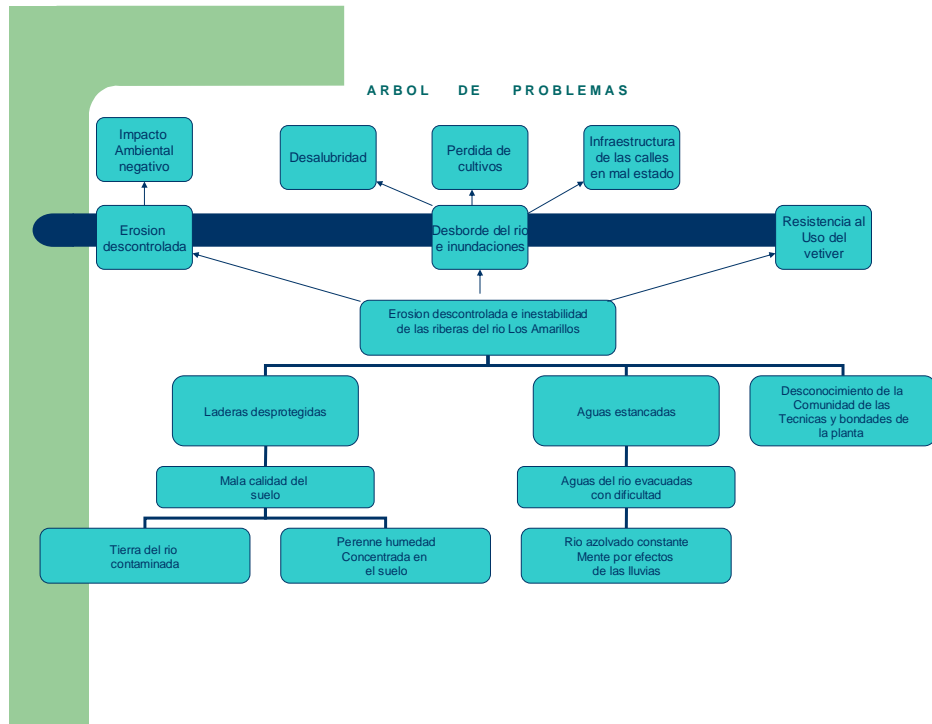 ARBOL DE PROBLEMAS
Impacto
Ambiental
negativo
Desalubridad
Perdida de
cultivos
Infraestructura
de las calles
en mal estado
Erosion
descontrolada
Desborde del rio
e inundaciones
Resistencia al
Uso del
vetiver
Erosion descontrolada e inestabilidad
de las riberas del rio Los Amarillos
Laderas desprotegidas
Aguas estancadas
Desconocimiento de la
Comunidad de las
Tecnicas y bondades de
la planta
Mala calidad del
suelo
Aguas del rio evacuadas
con dificultad
Tierra del rio
contaminada
Perenne humedad
Concentrada en
el suelo
Rio azolvado constante
Mente por efectos
de las lluvias